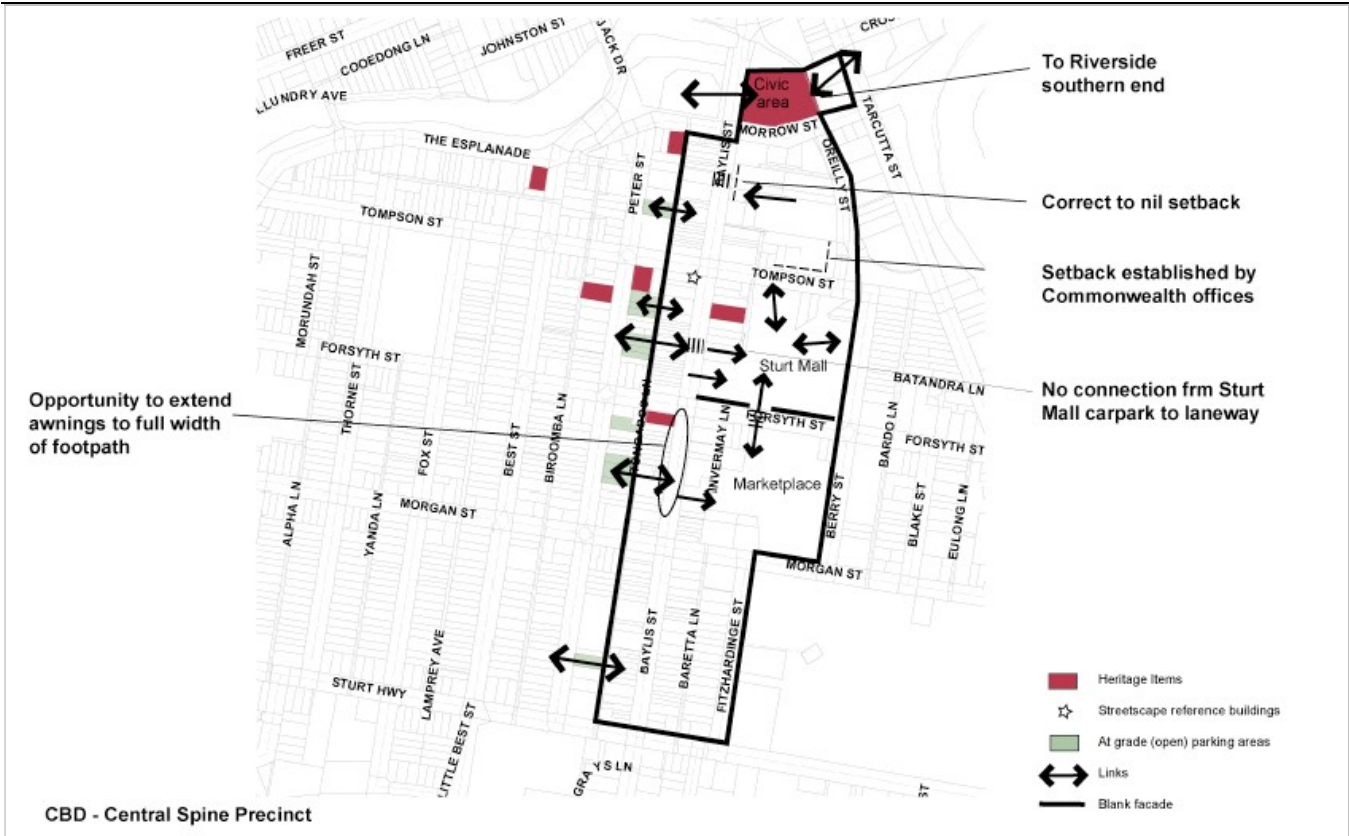 FREER ST
COOEDONG LN
JOHNSTON ST
JACK DR
CROS
LLUNDRY AVE
Civic
area
To Riverside
southern end
MORROW ST
TARCUTTA ST
THE ESPLANADE
BAYLIS ST
OREILLY ST
PETER ST
Correct to nil setback
TOMPSON ST
TOMPSON ST
Setback established by
Commonwealth offices
MORUNDAH ST
FORSYTH ST
Sturt Mall
BATANDRA LN
No connection frm Sturt
Mall carpark to laneway
Opportunity to extend
awnings to full width
of footpath
THORNE ST
FOX ST
BEST ST
BIROOMBA LN
INVERMAY LN
FORSYTH ST
BARDO LN
FORSYTH ST
Marketplace
BERRY ST
ALPHA LN
YANDA LN
MORGAN ST
BLAKE ST
EULONG LN
MORGAN ST
BAYLIS ST
BARETTA LN
FITZHARDINGE ST
LAMPREY AVE
STURT HWY
LITTLE BEST ST
GRA
YS LN
ST
Heritage Items
Streetscape reference buildings
At grade (open) parking areas
Links
Blank facade
CBD - Central Spine Precinct